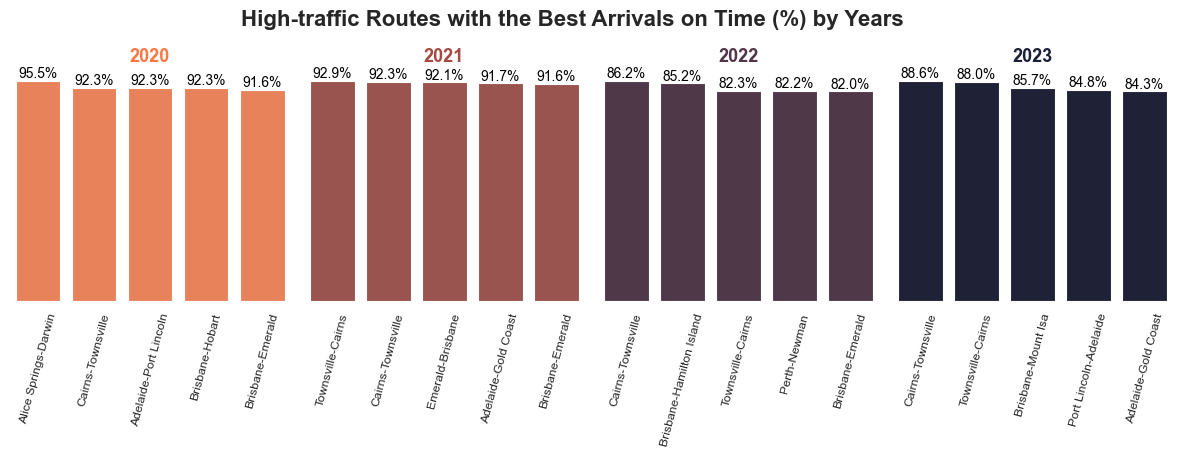 High-traffic Routes with the Best Arrivals on Time (%) by Years
2020
95.5%
92.3%
92.3%
92.3%
91.6%
Alice Springs-Darwin
Cairns-Townsville
Adelaide-Port Lincoln
Brisbane-Hobart
Brisbane-Emerald
2021
92.9%
92.3%
92.1%
91.7%
91.6%
Townsville-Cairns
Cairns-Townsville
Emerald-Brisbane
Adelaide-Gold Coast
Brisbane-Emerald
2022
86.2%
85.2%
82.3%
82.2%
82.0%
Cairns-Townsville
Brisbane-Hamilton Island
Townsville-Cairns
Perth-Newman
Brisbane-Emerald
2023
88.6%
88.0%
85.7%
84.8%
84.3%
Cairns-Townsville
Townsville-Cairns
Brisbane-Mount Isa
Port Lincoln-Adelaide
Adelaide-Gold Coast